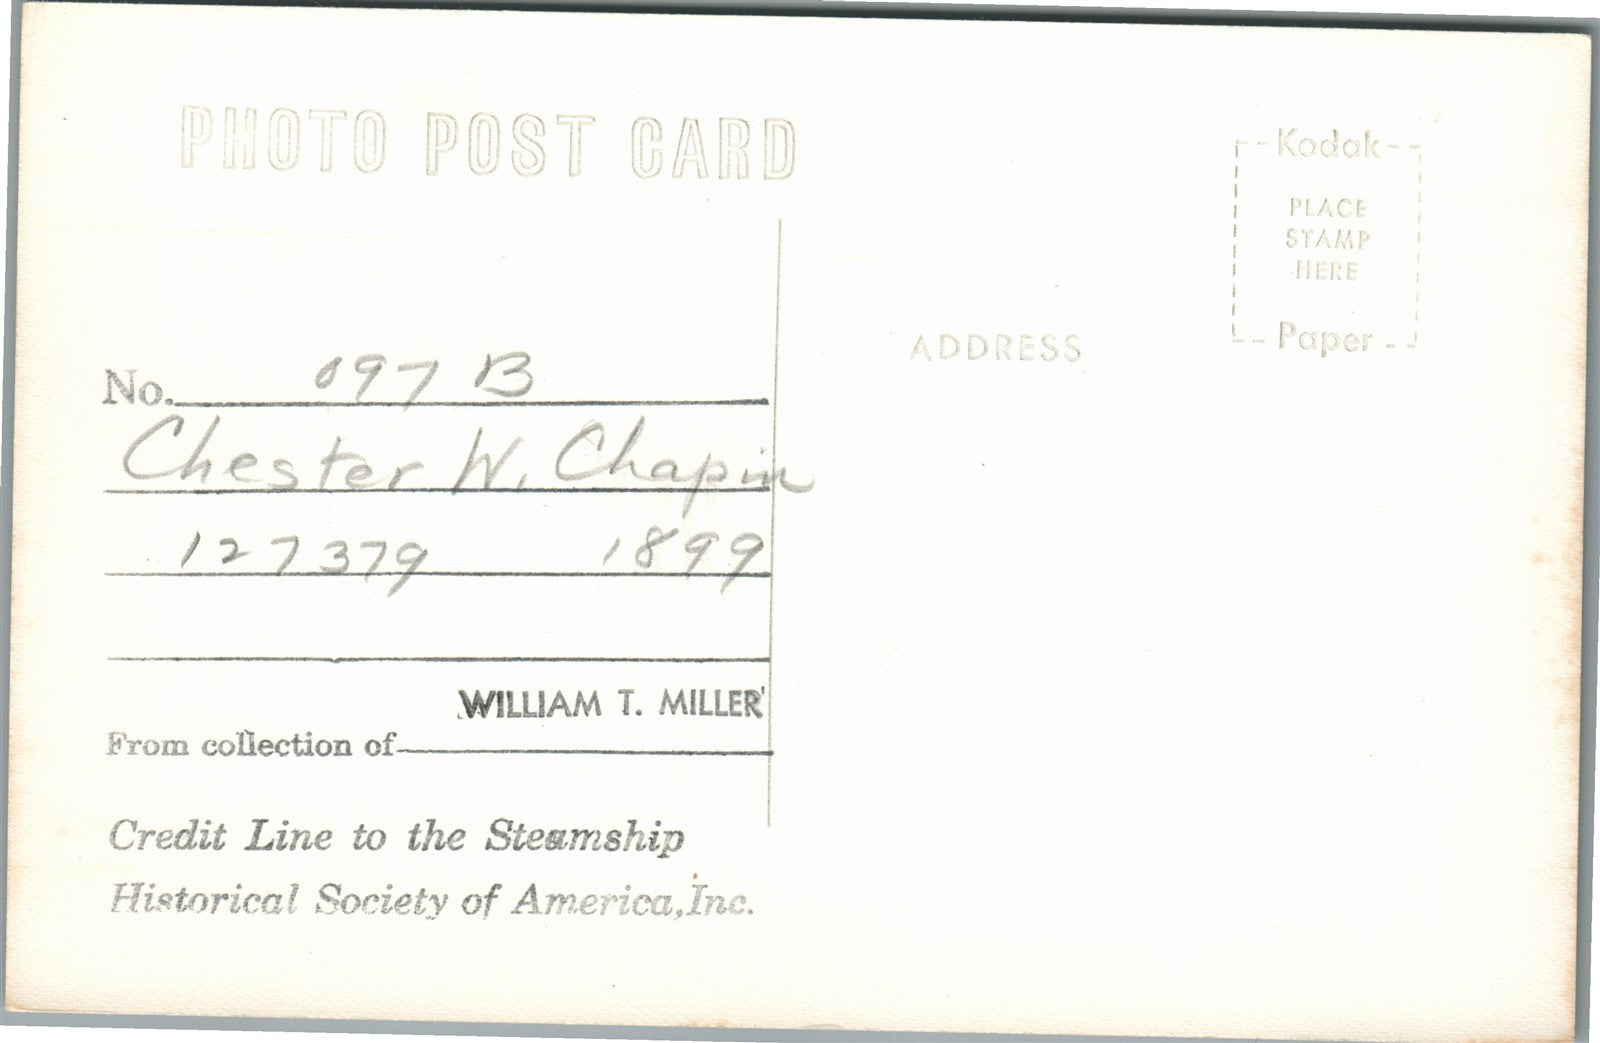 PHOTO POST CARD
Kodak
PLACE
STAMP
HERE
Paper
ADDRESS
No. 097 B
Chester W. Chapin
127379 1899
WILLIAM T. MILLER
From collection of
Credit Line to the Steamship
Historical Society of America, Inc.